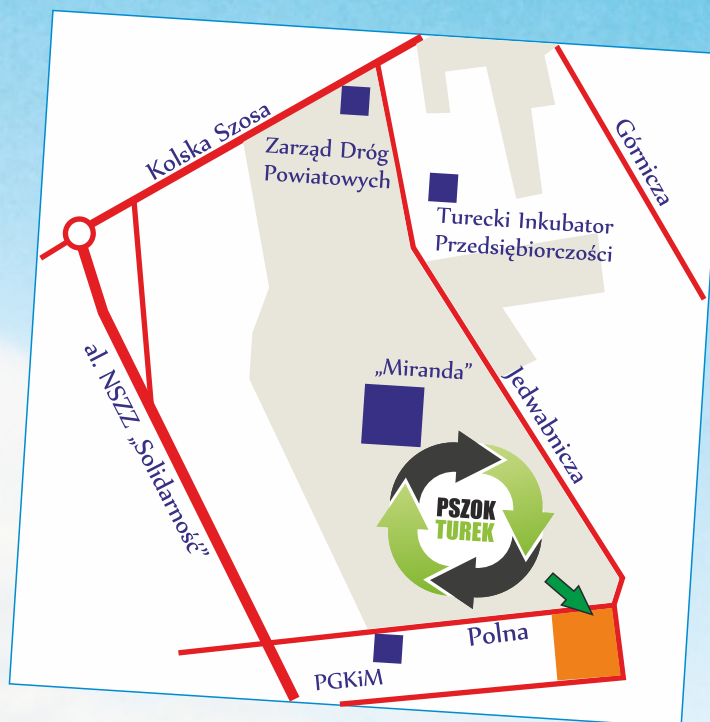 Kolska Szosa
Zarząd Dróg
Powiatowych
Górnicza
Turecki Inkubator
Przedsiębiorczości
al. NSZZ „Solidarność”
„Miranda”
Jedwabnicza
PSZOK
TUREK
Polna
PGKiM